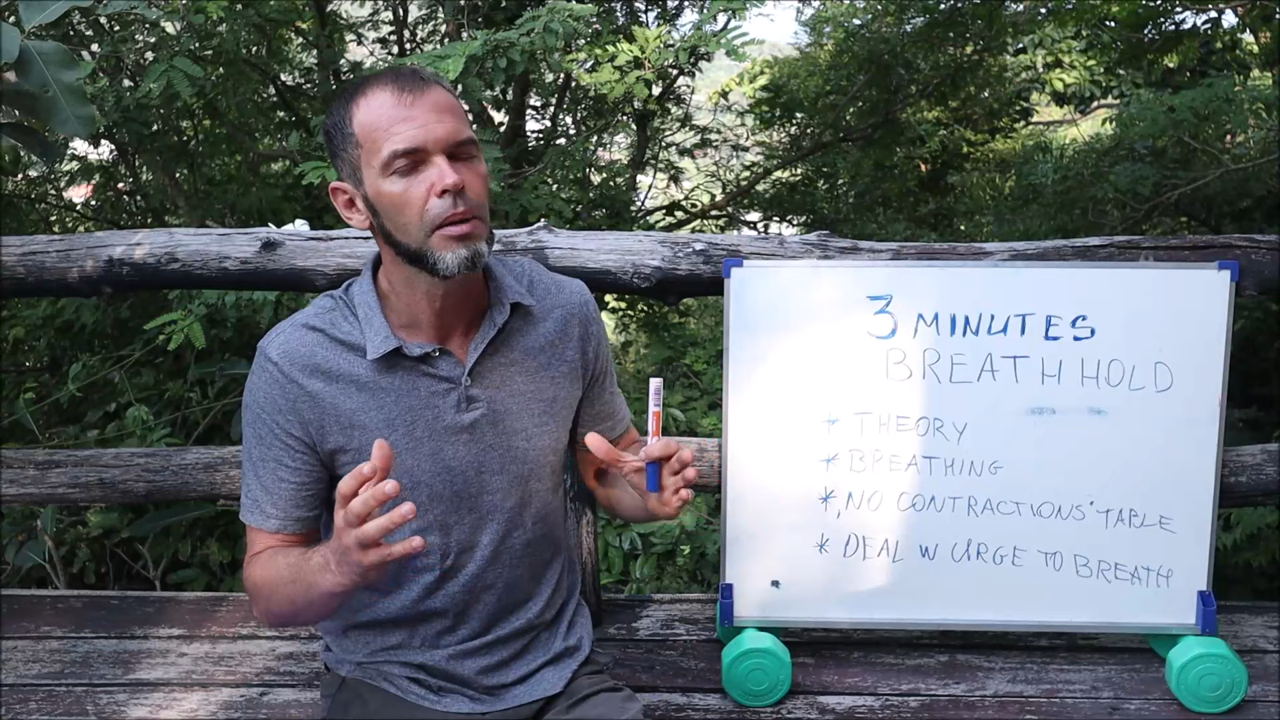 3 MINUTES
BREATH HOLD
* THEORY
* BREATHING
* "NO CONTRACTIONS" TABLE
* DEAL W URGE TO BREATH